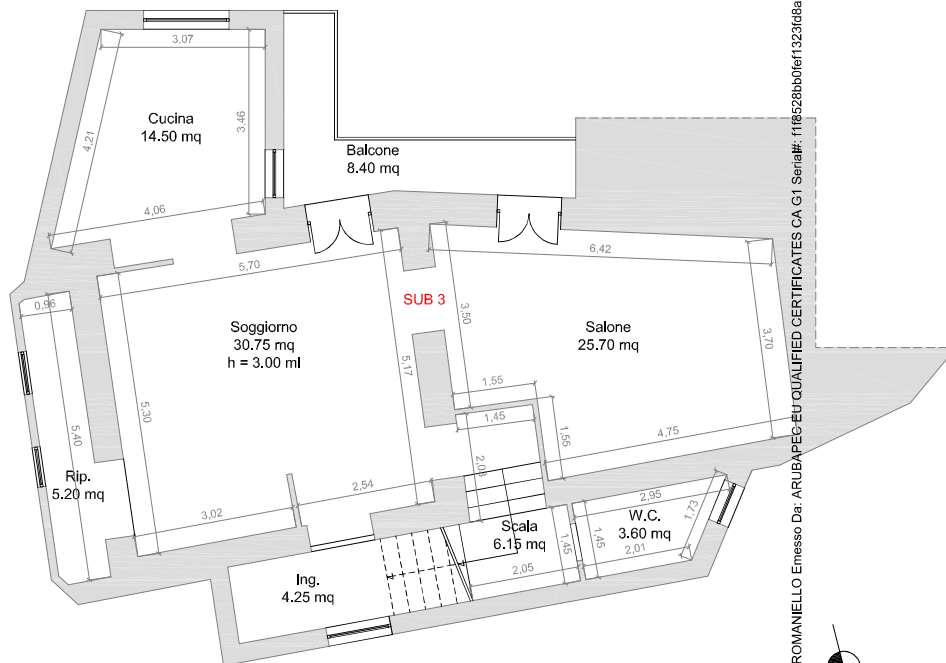 3,07
Cucina
14.50 mq
3,46
4,21
4,06
Balcone
8.40 mq
5,70
6,42
0,96
SUB 3
3,50
Soggiorno
30.75 mq
h = 3.00 ml
Salone
25.70 mq
3,70
5,17
5,30
5,40
1,55
1,45
1,55
4,75
2,03
Rip.
5.20 mq
2,54
3,02
2,95
1,73
W.C.
3.60 mq
Scala
6.15 mq
1,45
1,45
2,01
2,05
Ing.
4.25 mq
ROMANIELLO Emesso Da: ARUBAPEC EU QUALIFIED CERTIFICATES CA G1 Serial#: